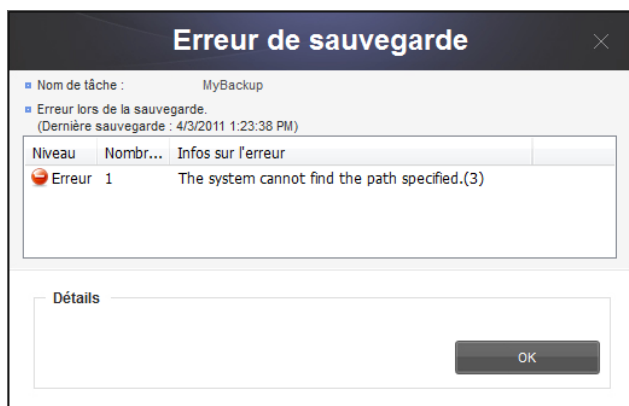 Erreur de sauvegarde
Nom de tâche : MyBackup
Erreur lors de la sauvegarde.
(Dernière sauvegarde : 4/3/2011 1:23:38 PM)
Niveau Nombr... Infos sur l'erreur
Erreur 1 The system cannot find the path specified.(3)
Détails
OK